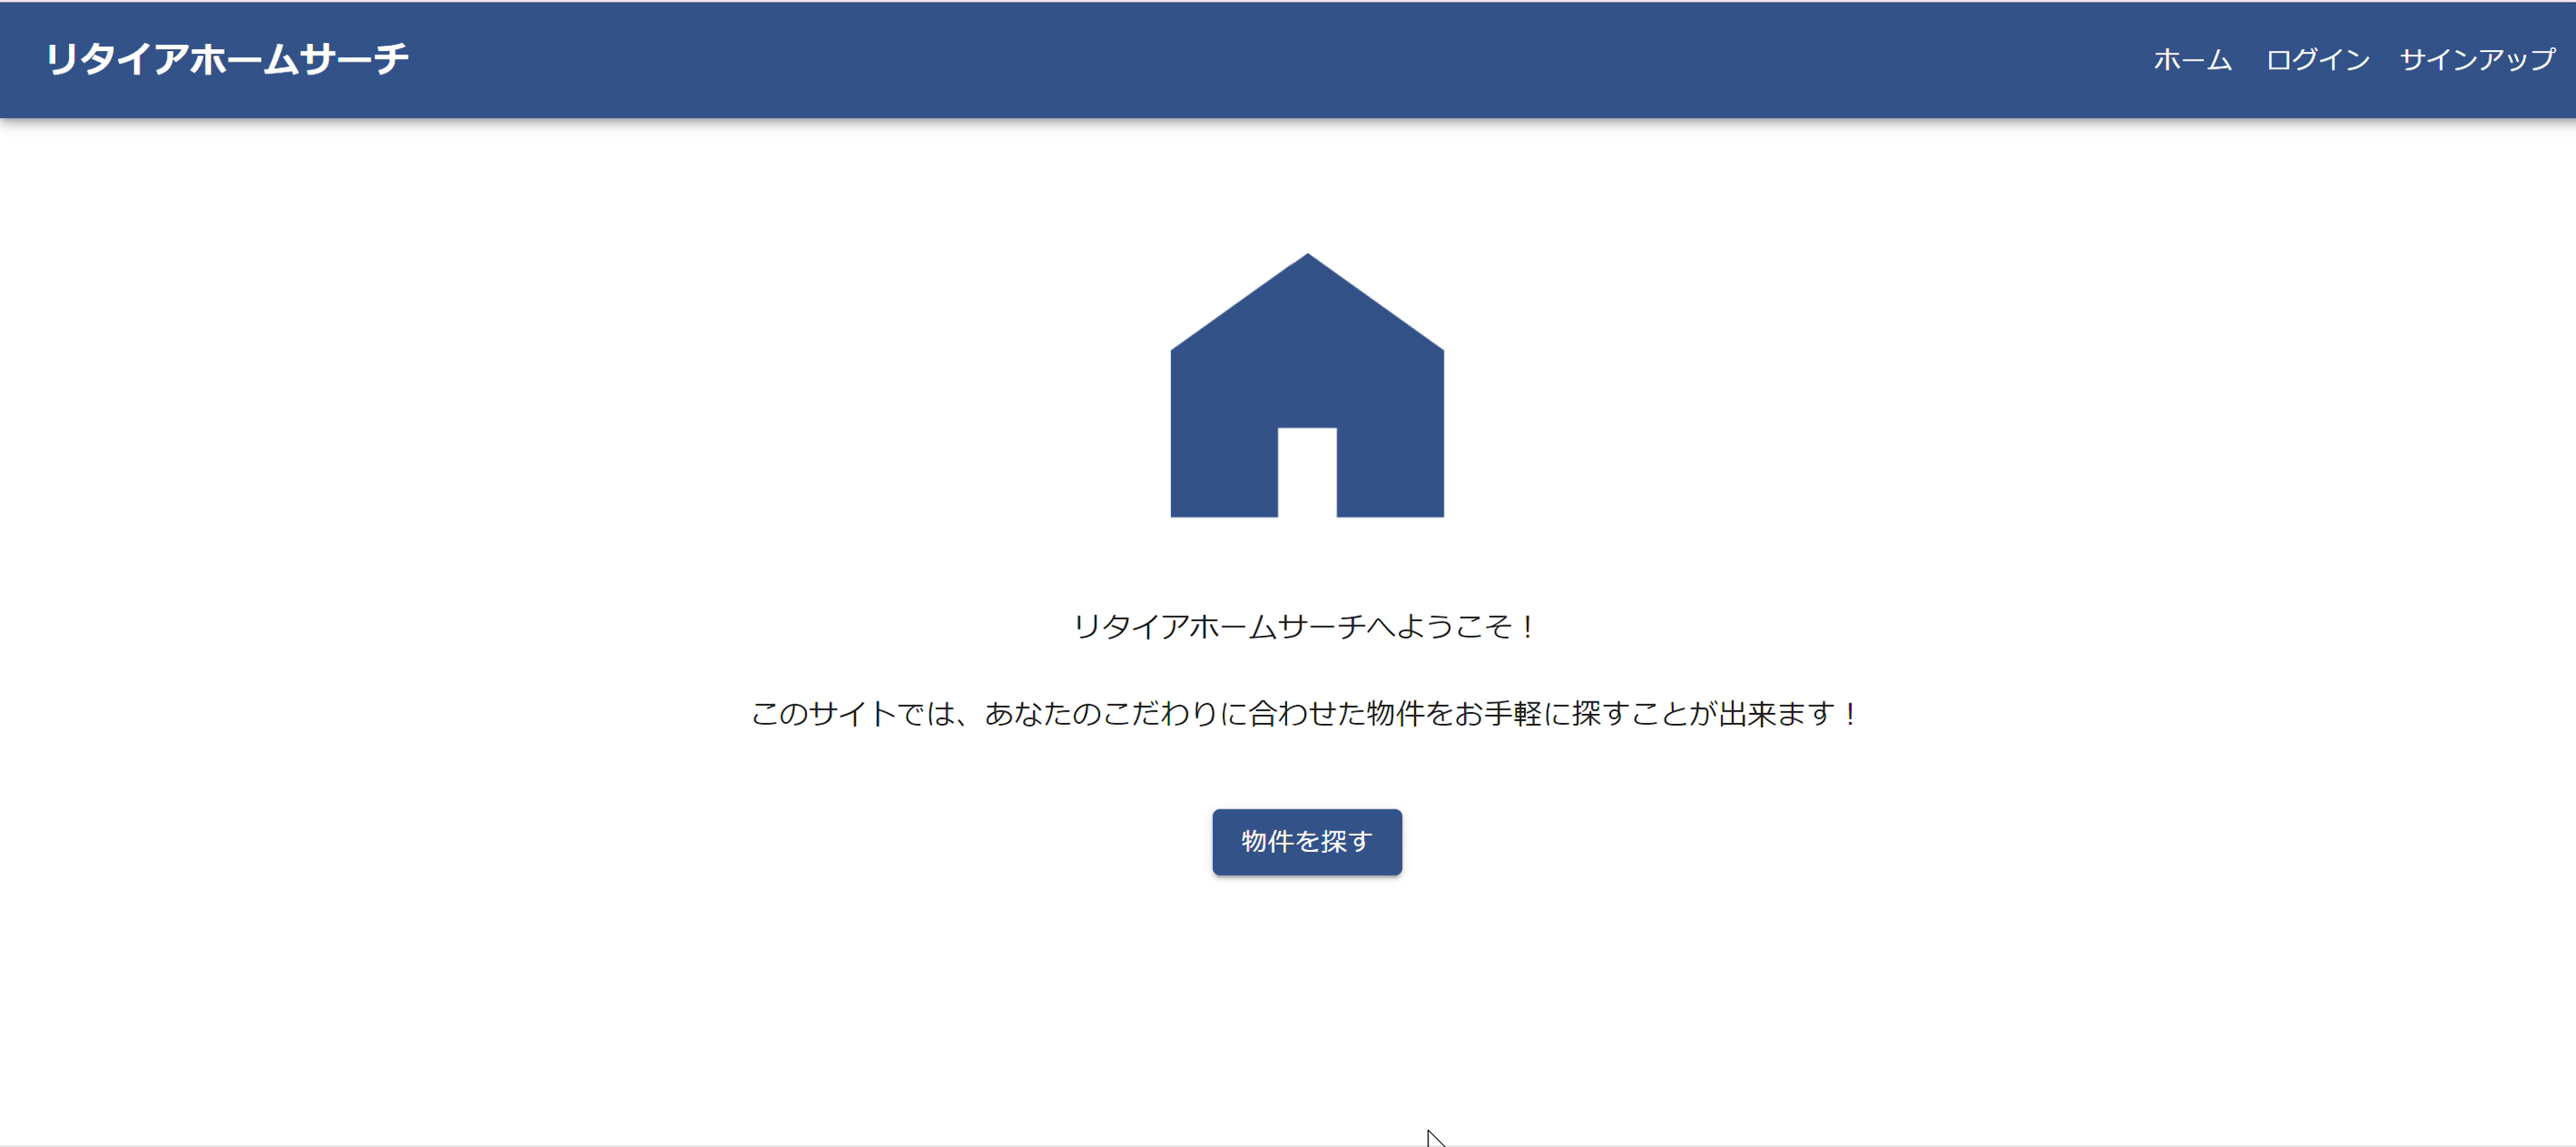 リタイアホームサーチ
ホーム ログイン サインアップ
リタイアホームサーチへようこそ！
このサイトでは、あなたのこだわりに合わせた物件をお手軽に探すことが出来ます！
物件を探す